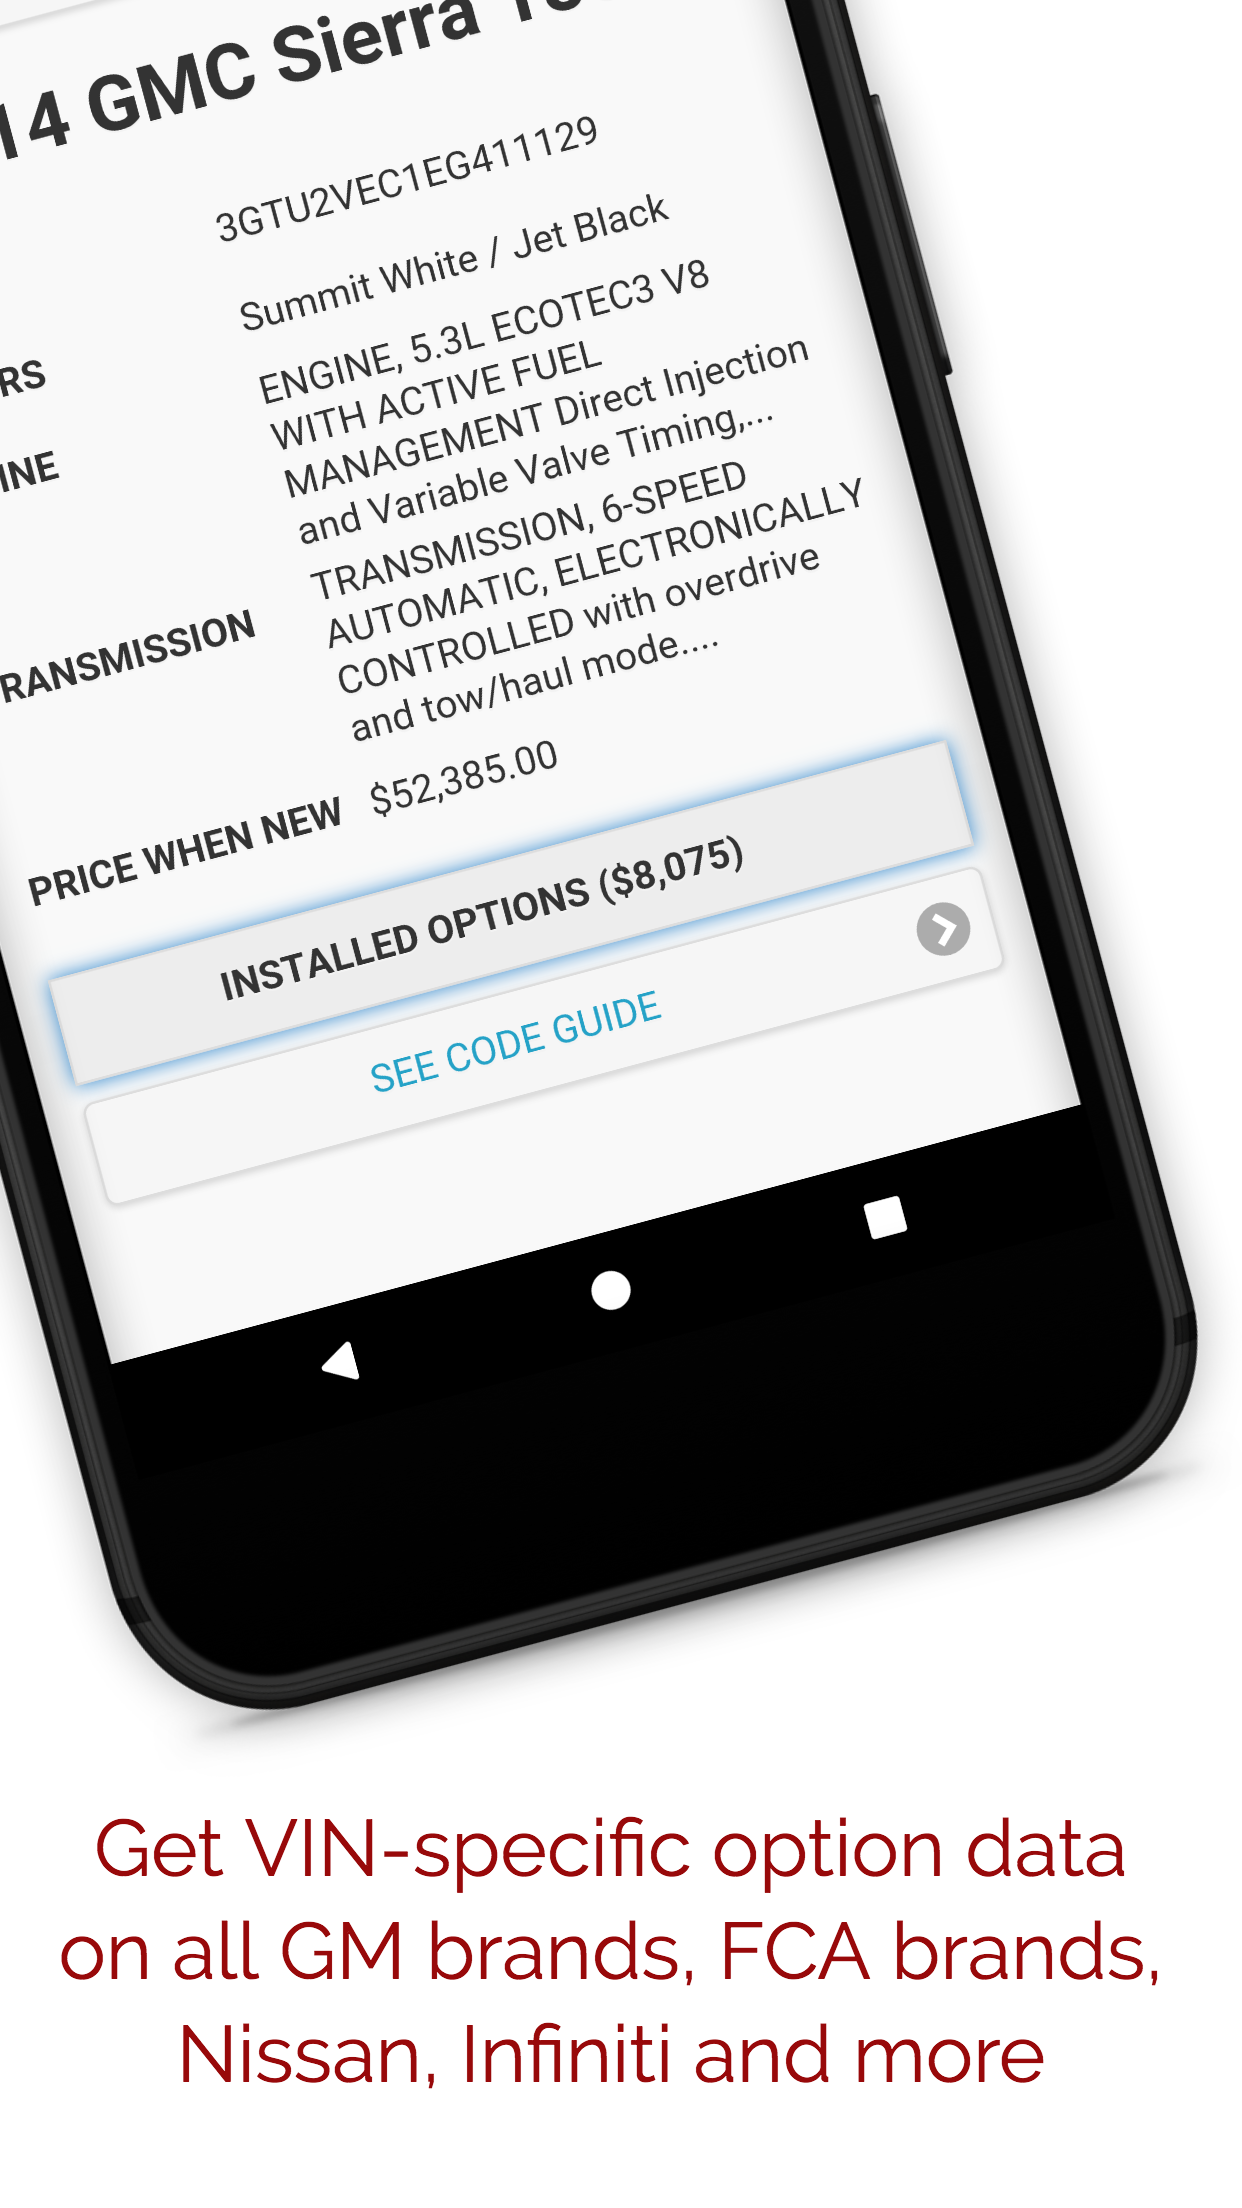 14 GMC Sierra
3GTU2VEC1EG411129
RS Summit White / Jet Black
INE ENGINE, 5.3L ECOTEC3 V8
WITH ACTIVE FUEL
MANAGEMENT Direct Injection
and Variable Valve Timing,...
RANSMISSION TRANSMISSION, 6-SPEED
AUTOMATIC, ELECTRONICALLY
CONTROLLED with overdrive
and tow/haul mode....
PRICE WHEN NEW $52,385.00
INSTALLED OPTIONS ($8,075)
SEE CODE GUIDE
Get VIN-specific option data
on all GM brands, FCA brands,
Nissan, Infiniti and more